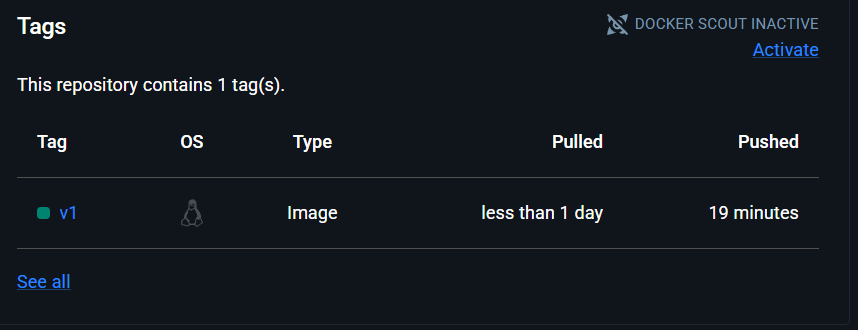 Tags
DOCKER SCOUT INACTIVE
Activate
This repository contains 1 tag(s).
Tag OS Type Pulled Pushed
v1 Image less than 1 day 19 minutes
See all